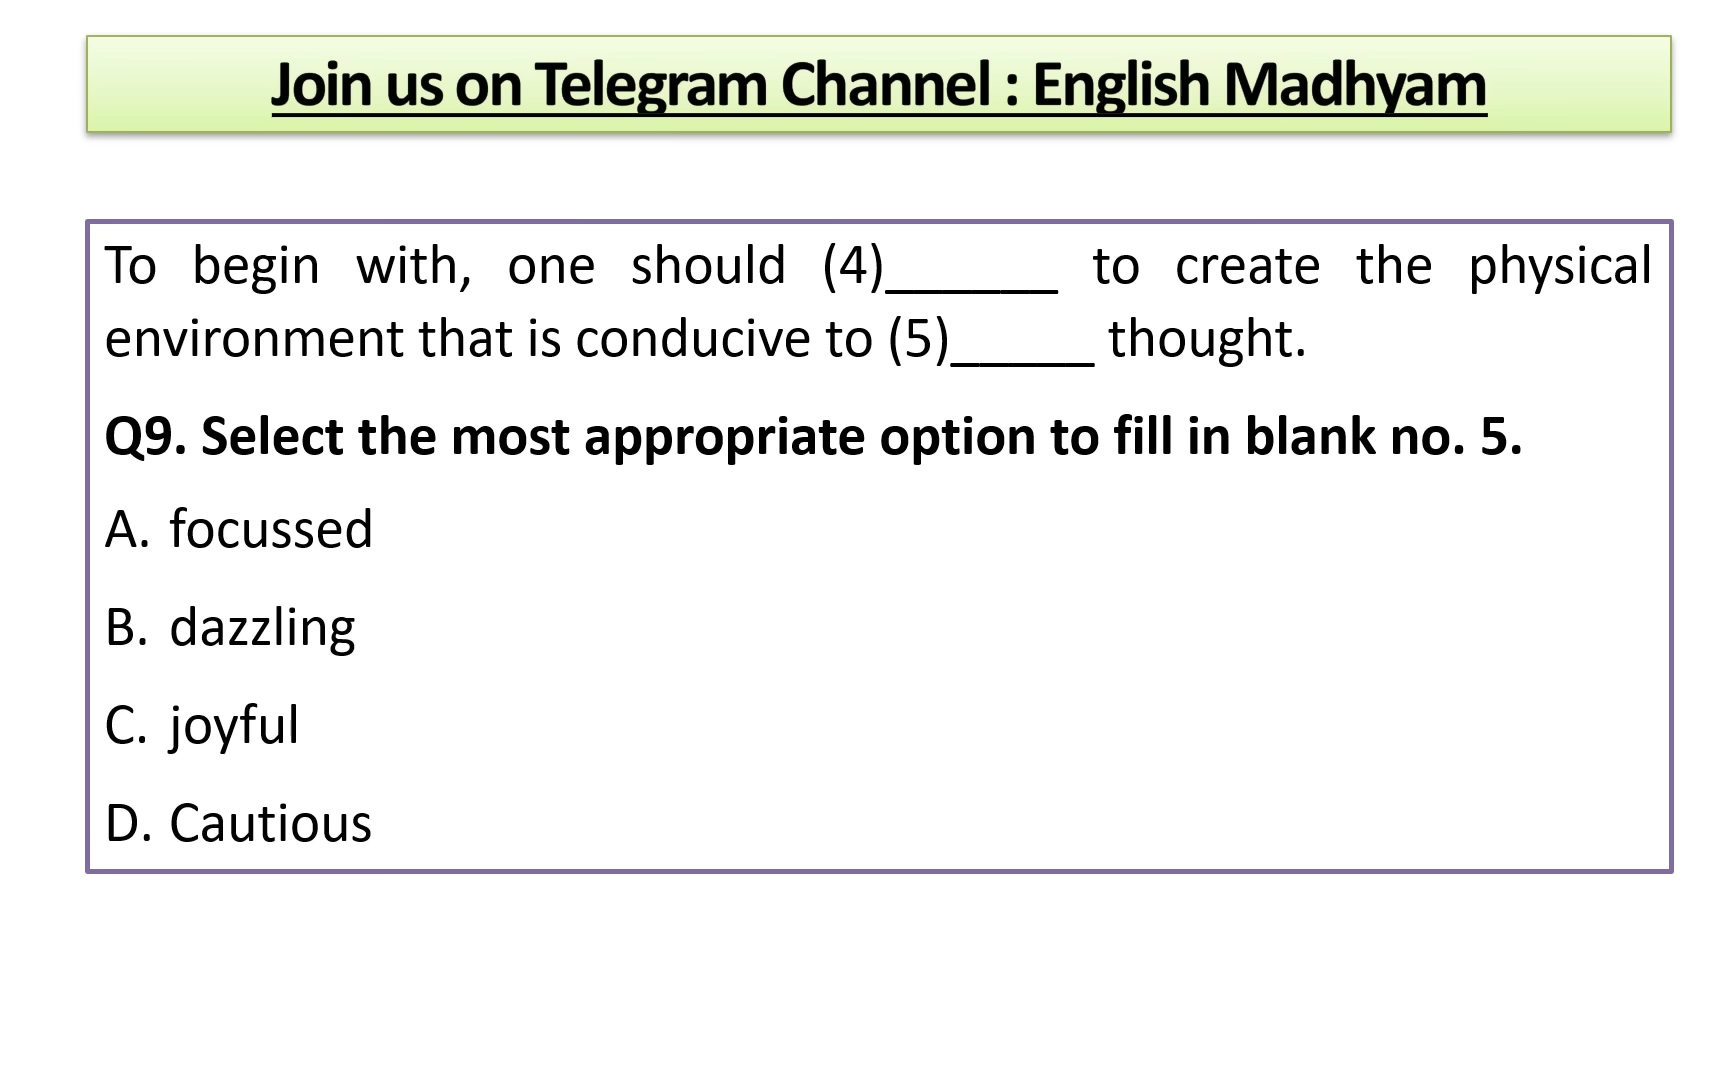 Join us on Telegram Channel : English Madhyam
To begin with, one should (4)______ to create the physical
environment that is conducive to (5)_____ thought.
Q9. Select the most appropriate option to fill in blank no. 5.
A. focussed
B. dazzling
C. joyful
D. Cautious